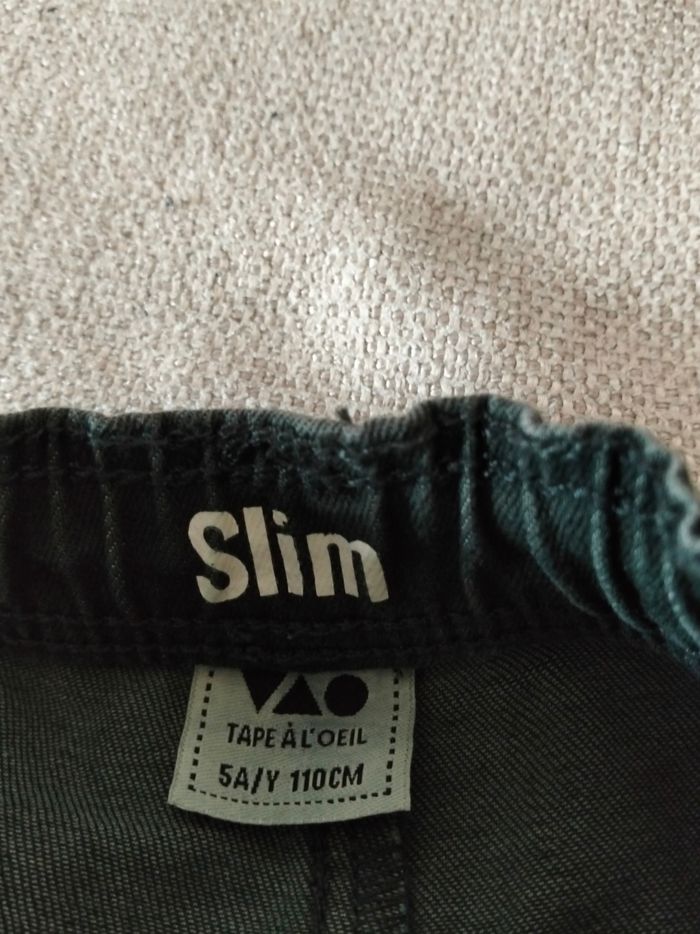 Slim
TAPE À L'OEIL
5A/Y 110CM